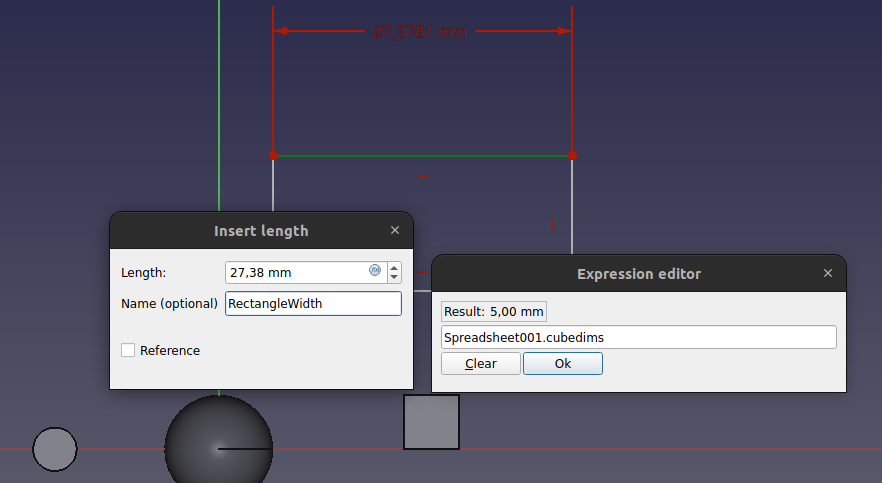 27,3781 mm
Insert length
Length:
27,38 mm
Name (optional)
RectangleWidth
Reference
Expression editor
Result: 5,00 mm
Spreadsheet001.cubedims
Clear
Ok